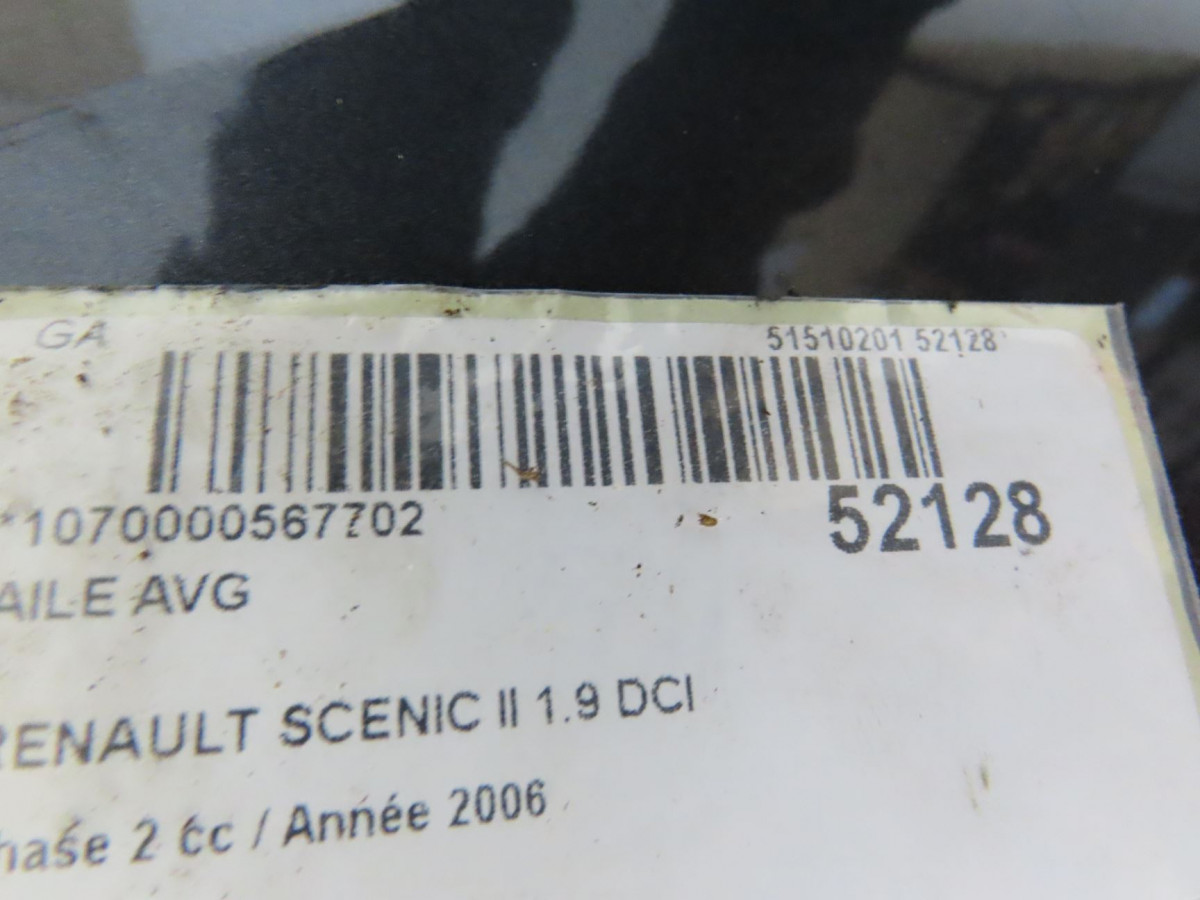 GA 51510201 52128
*1070000567702 52128
AILE AVG
RENAULT SCENIC II 1.9 DCI
hase 2 cc / Année 2006